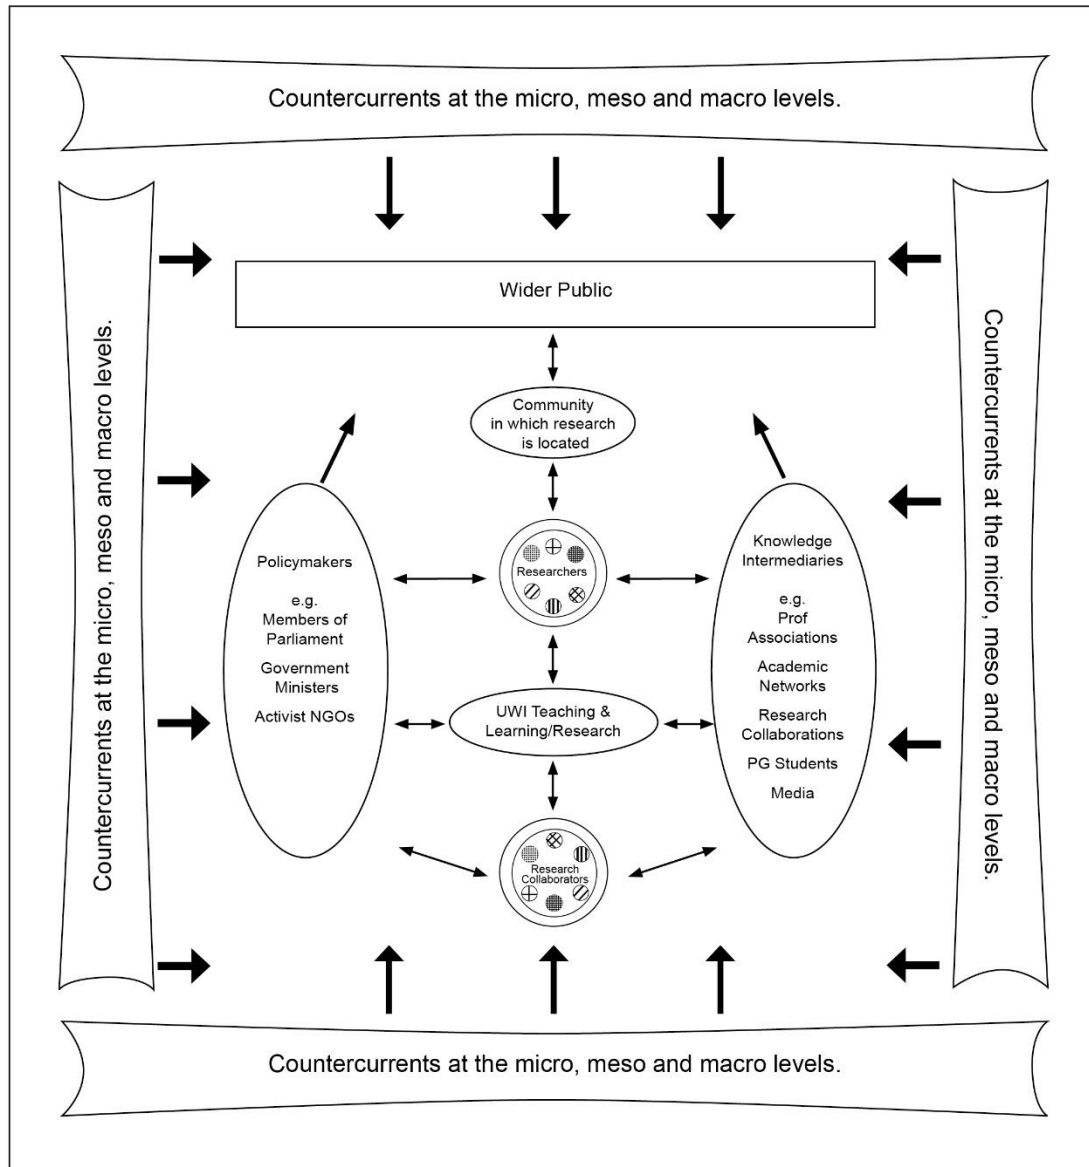 Countercurrents at the micro, meso and macro levels.
Countercurrents at the micro, meso and macro levels.
Wider Public
Community
in which research
is located
Policymakers
e.g.
Members of
Parliament
Government
Ministers
Activist NGOs
Researchers
UWI Teaching &
Learning/Research
Research
Collaborators
Knowledge
Intermediaries
e.g.
Prof
Associations
Academic
Networks
Research
Collaborations
PG Students
Media
Countercurrents at the micro, meso and macro levels.
Countercurrents at the micro, meso and macro levels.